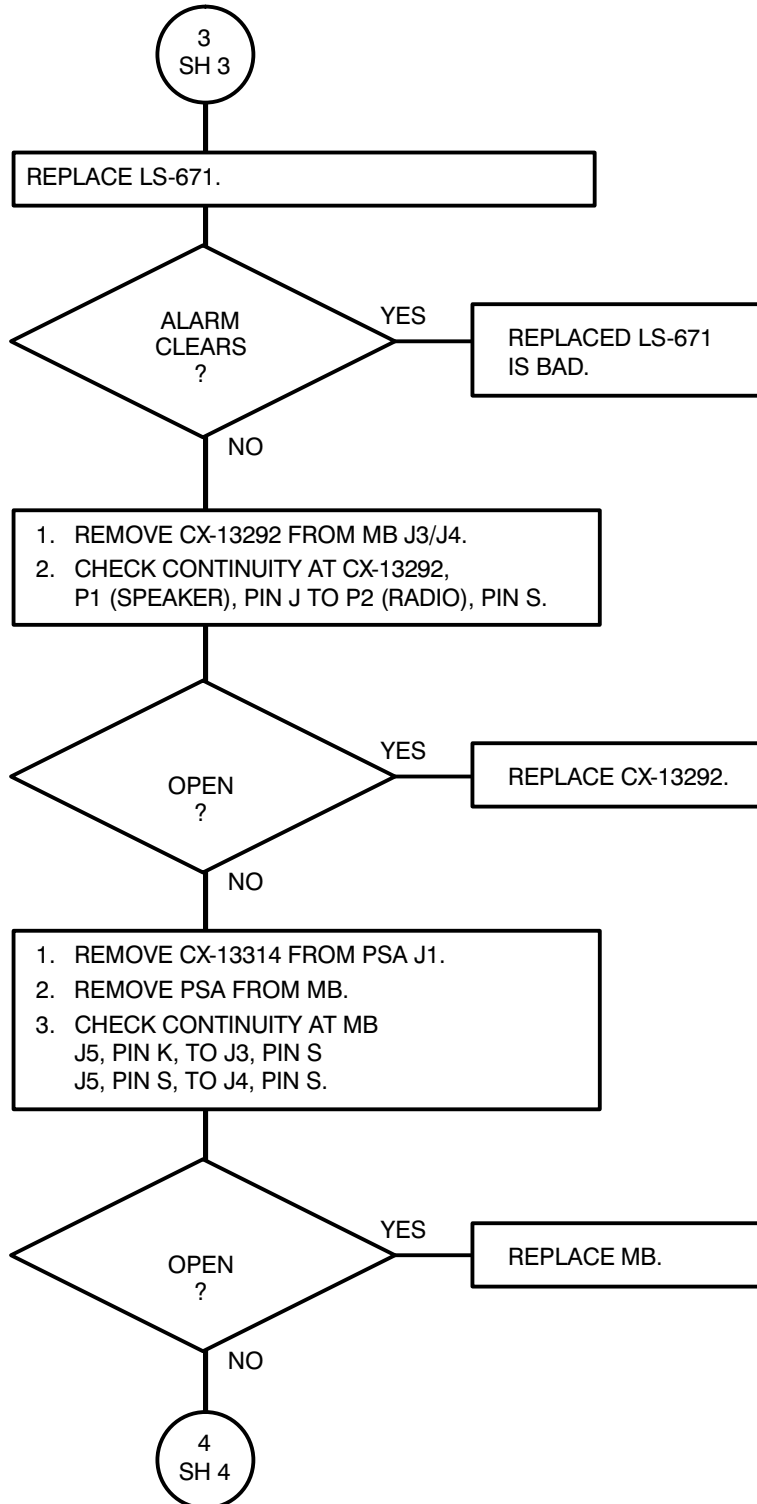 3
SH 3
REPLACE LS-671.
ALARM
CLEARS
?
YES
REPLACED LS-671
IS BAD.
NO
1. REMOVE CX-13292 FROM MB J3/J4.
2. CHECK CONTINUITY AT CX-13292,
P1 (SPEAKER), PIN J TO P2 (RADIO), PIN S.
OPEN
?
YES
REPLACE CX-13292.
NO
1. REMOVE CX-13314 FROM PSA J1.
2. REMOVE PSA FROM MB.
3. CHECK CONTINUITY AT MB
J5, PIN K, TO J3, PIN S
J5, PIN S, TO J4, PIN S.
OPEN
?
YES
REPLACE MB.
NO
4
SH 4